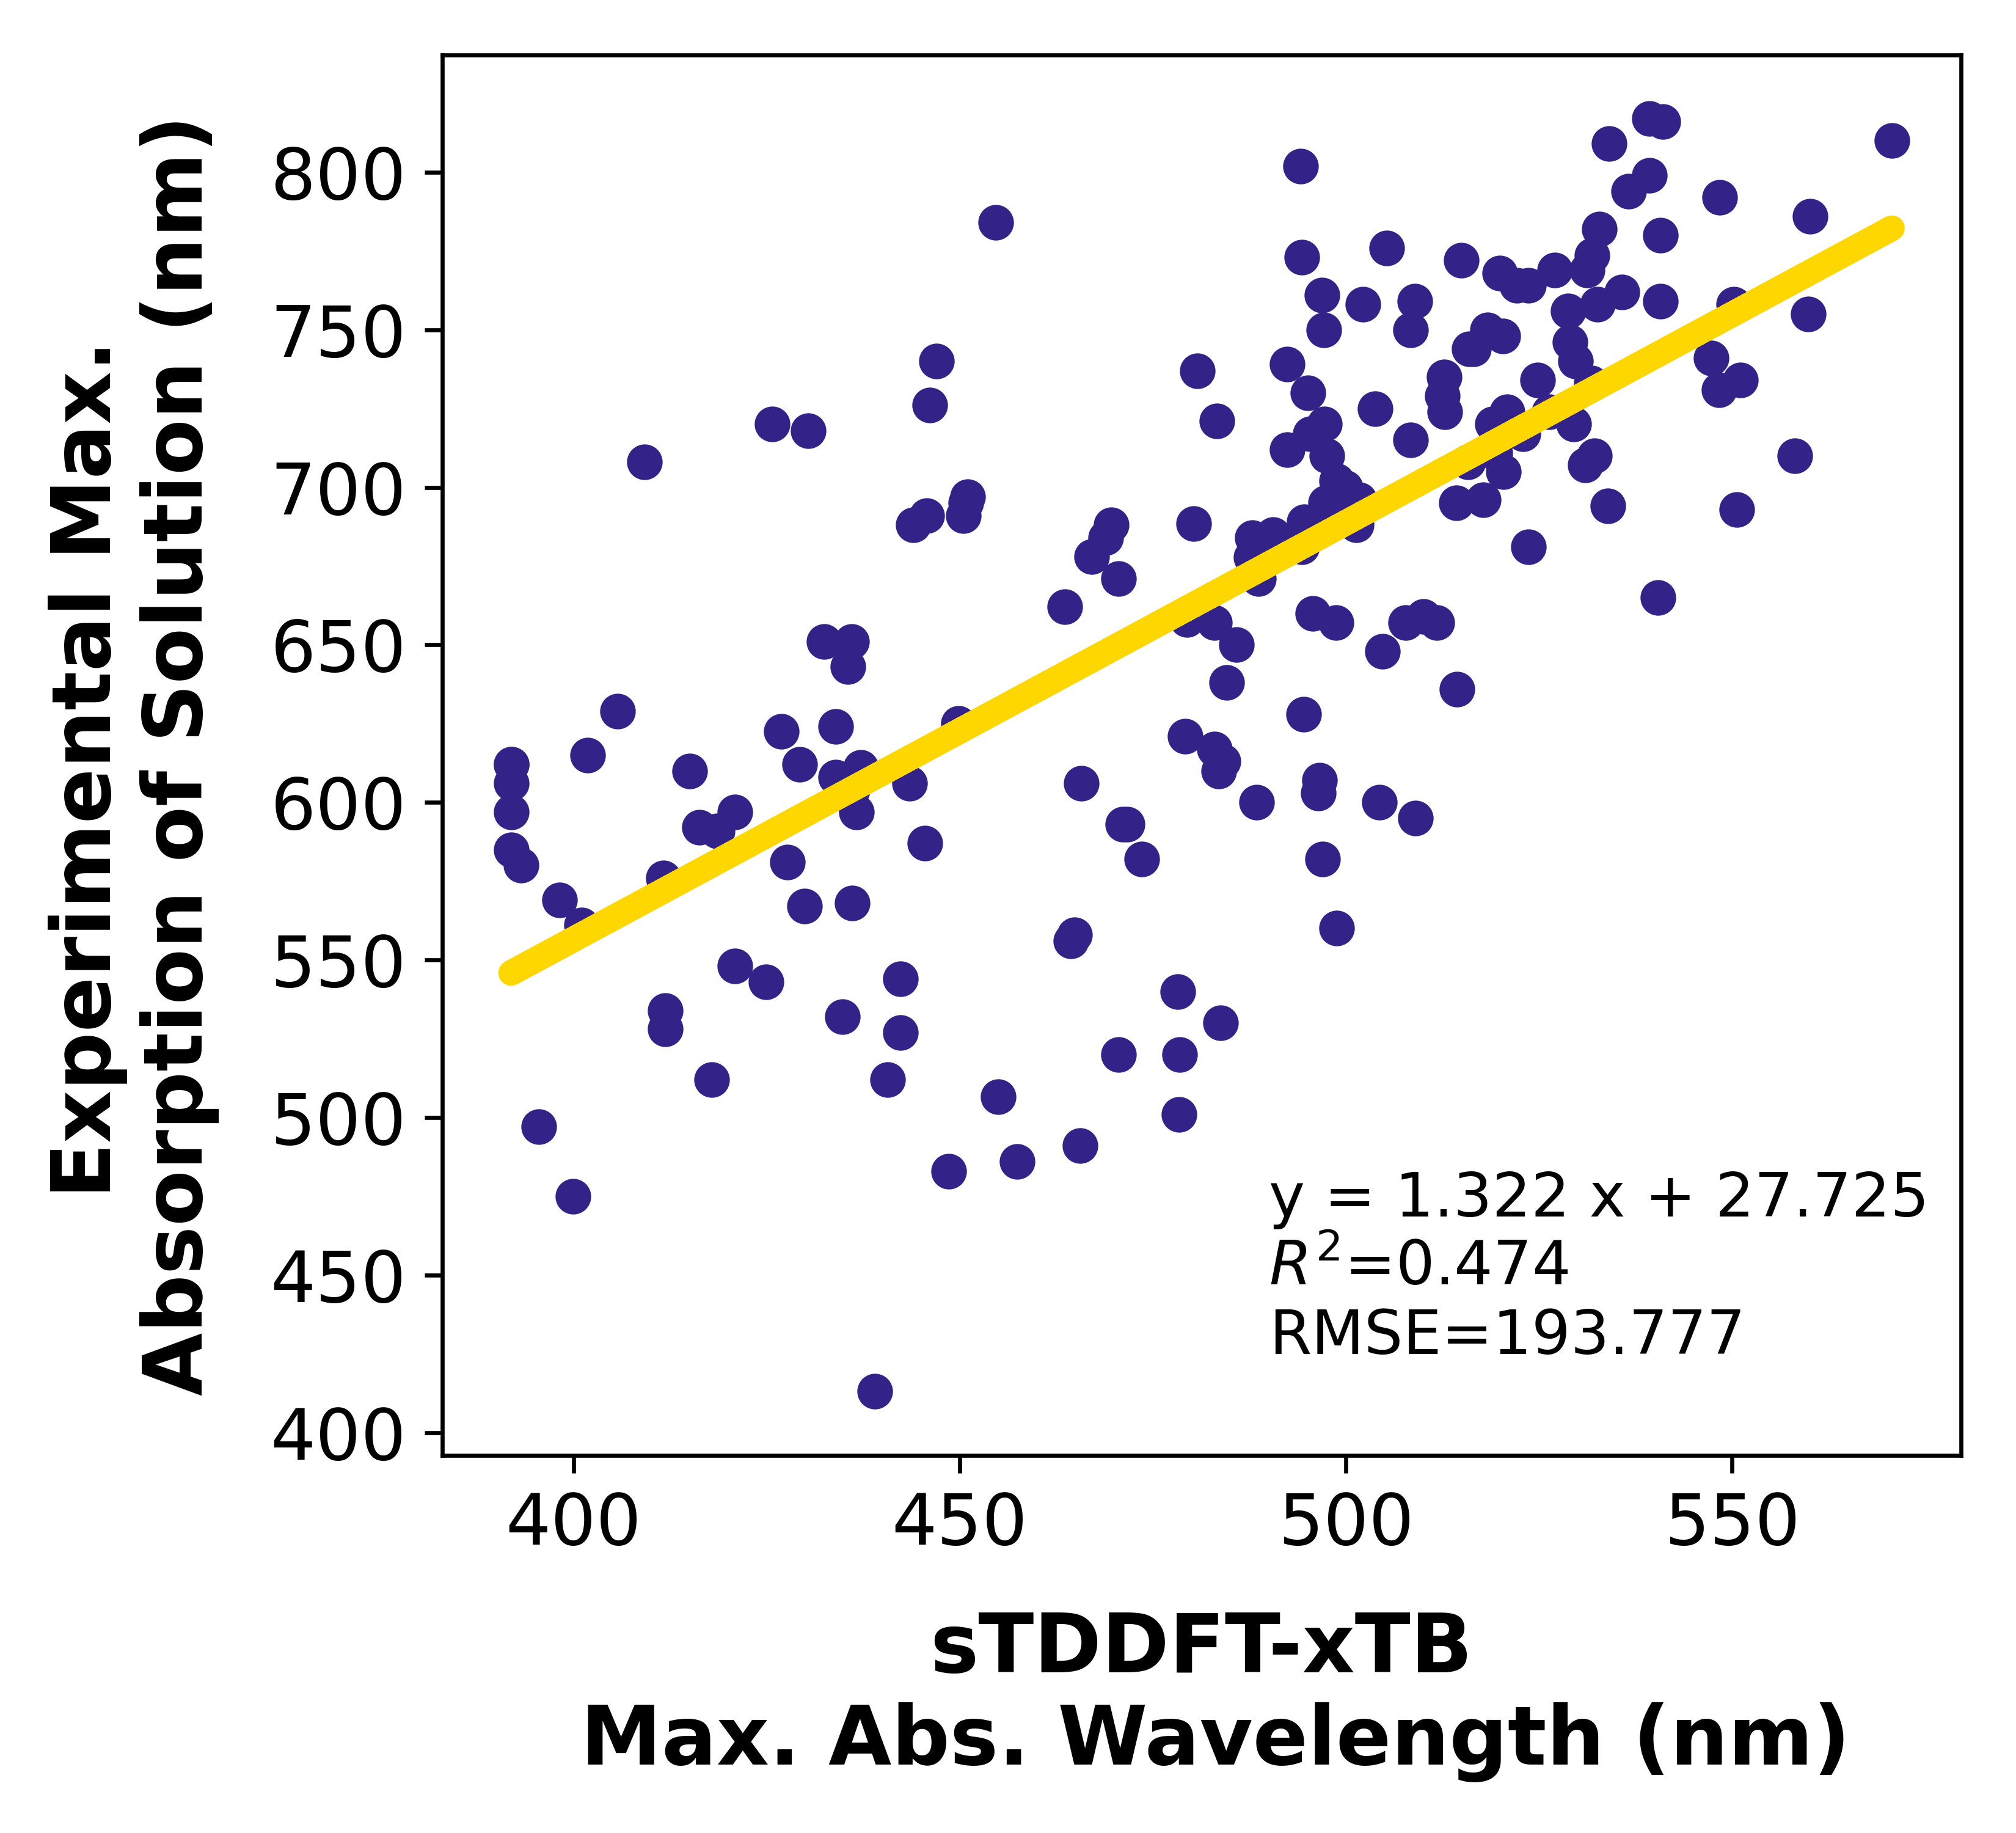 Experimental Max.
Absorption of Solution (nm)
800
750
700
650
600
550
500
450
400
y = 1.322 x + 27.725
R²=0.474
RMSE=193.777
400 450 500 550
sTDDFT-xTB
Max. Abs. Wavelength (nm)